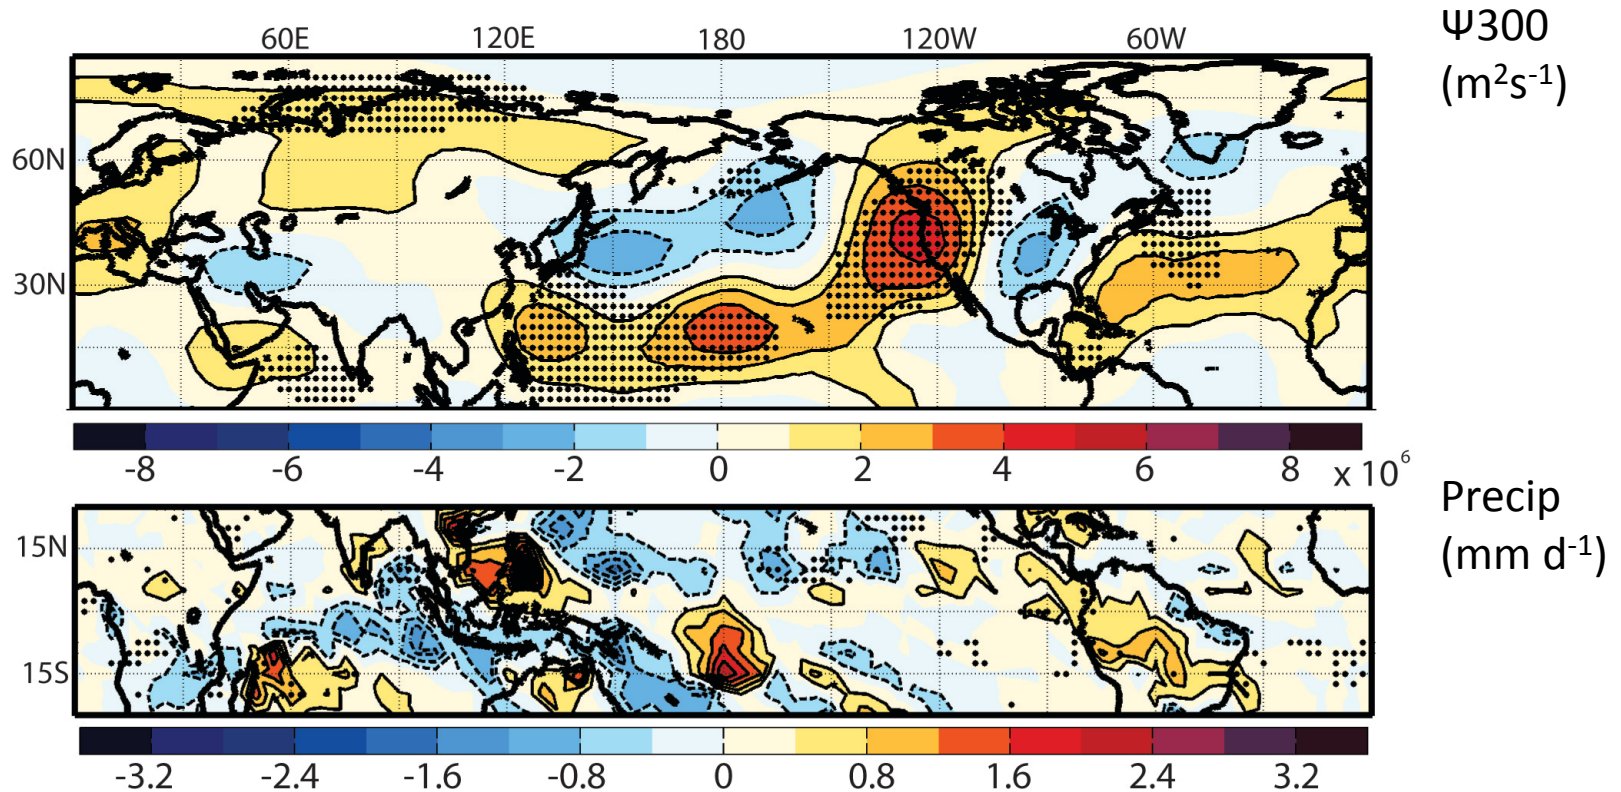 60E 120E 180 120W 60W
Ψ300
(m²s⁻¹)
60N
30N
-8 -6 -4 -2 0 2 4 6 8 x 10⁶
Precip
(mm d⁻¹)
15N
15S
-3.2 -2.4 -1.6 -0.8 0 0.8 1.6 2.4 3.2